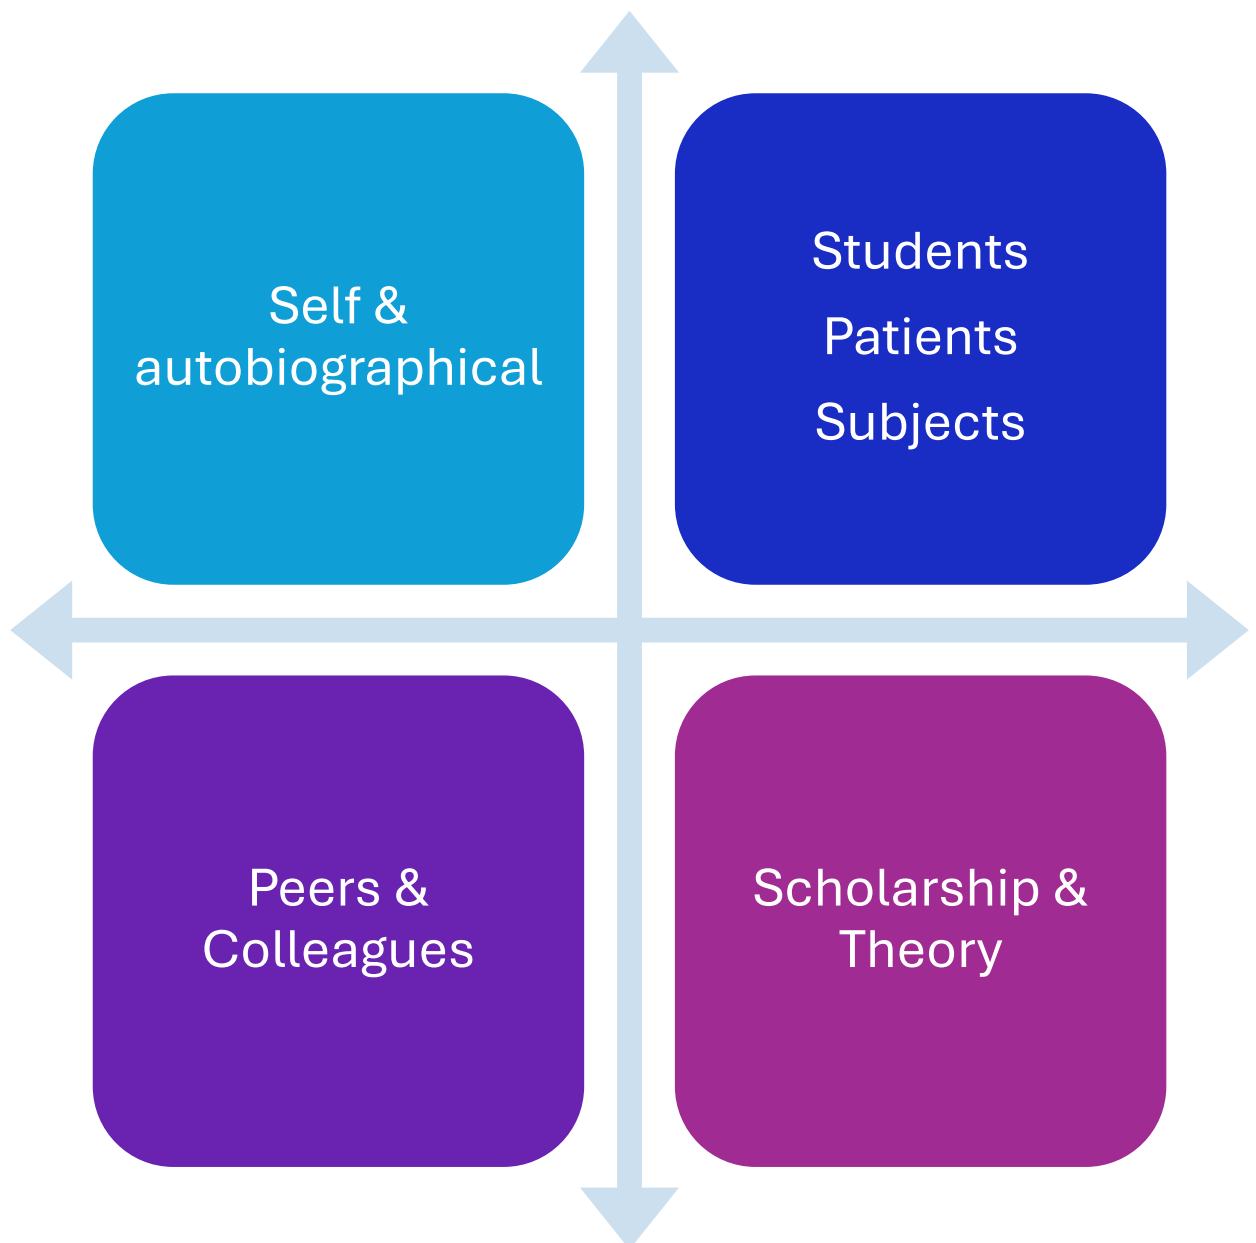 Self &
autobiographical
Students
Patients
Subjects
Peers &
Colleagues
Scholarship &
Theory